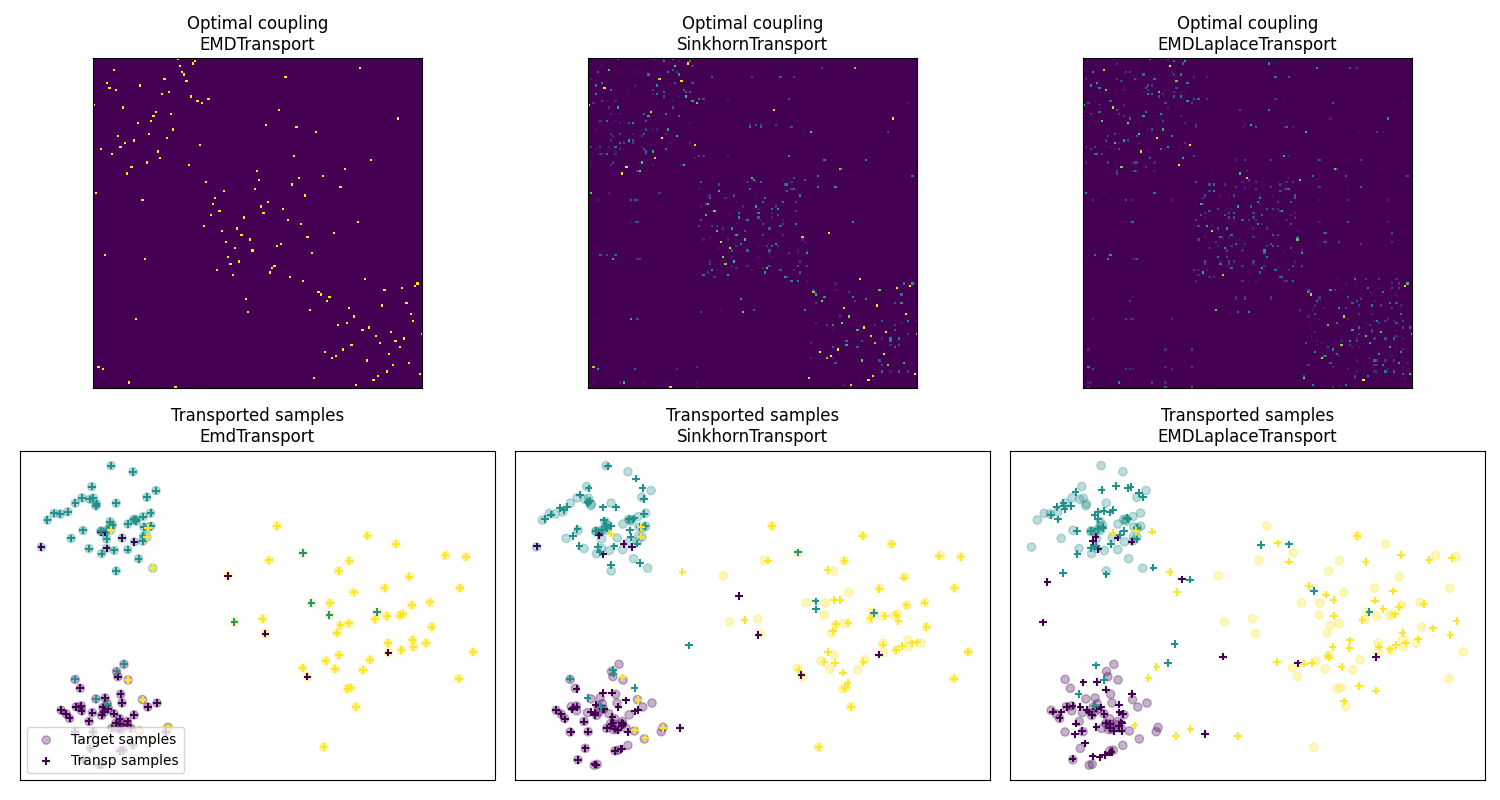 Optimal coupling
EMDTransport
Optimal coupling
SinkhornTransport
Optimal coupling
EMDLaplaceTransport
Transported samples
EmdTransport
Transported samples
SinkhornTransport
Transported samples
EMDLaplaceTransport
Target samples
Transp samples